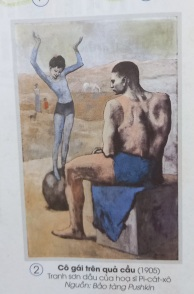 2 Cô gái trên quả cầu (1905)
Tranh sơn dầu của hoạ sĩ Pi-cát-xô
Nguồn: Bảo tàng Pushkin